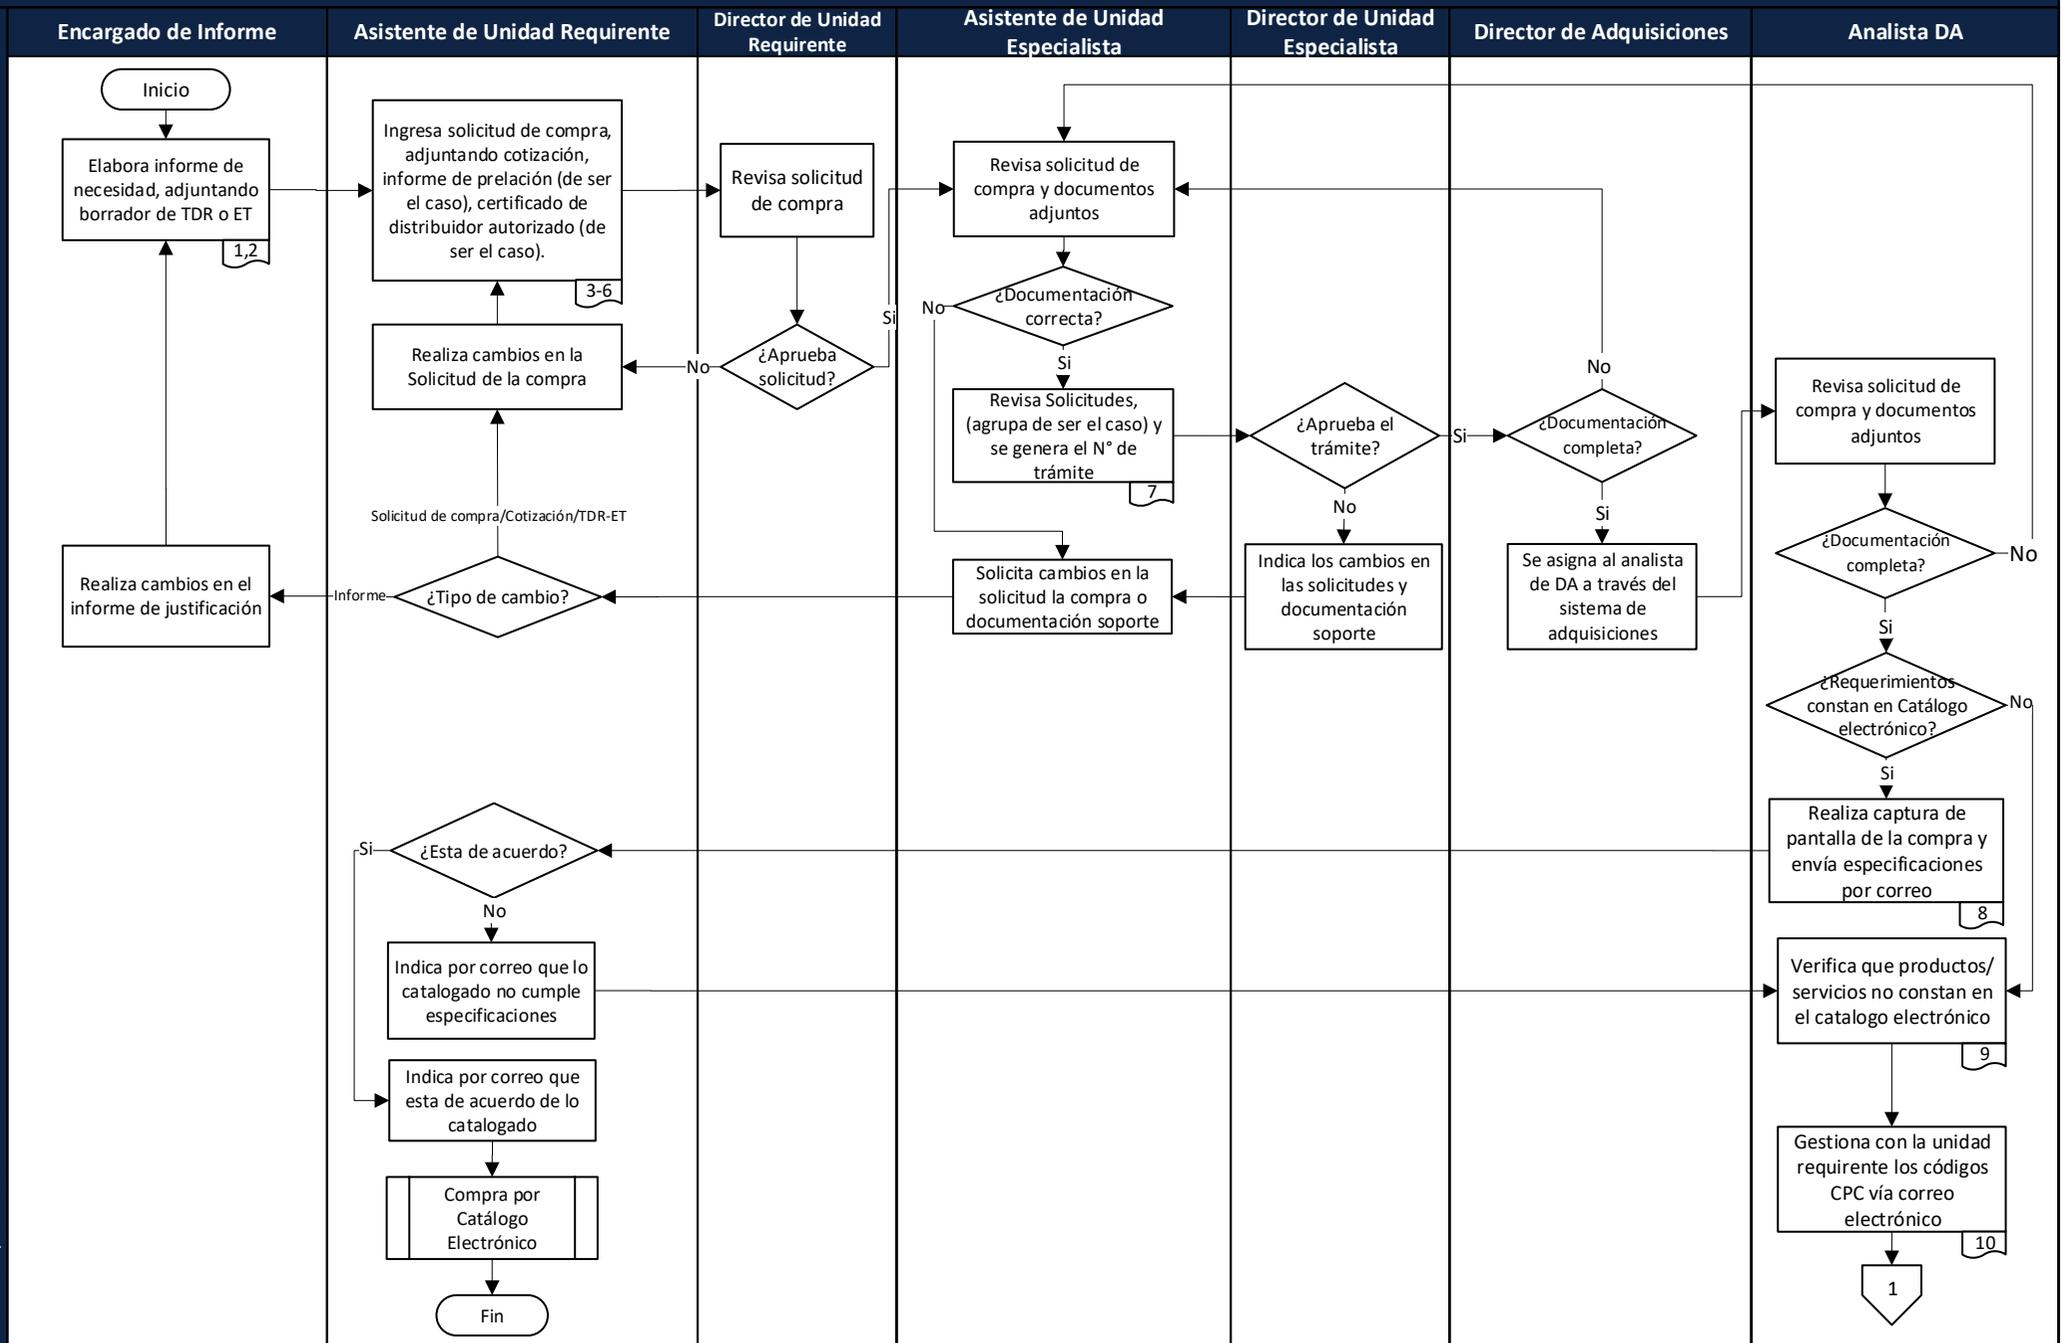 Encargado de Informe
Asistente de Unidad Requirente
Director de Unidad
Requirente
Asistente de Unidad
Especialista
Director de Unidad
Especialista
Director de Adquisiciones
Analista DA
Inicio
Elabora informe de
necesidad, adjuntando
borrador de TDR o ET
1,2
Realiza cambios en el
informe de justificación
Ingresa solicitud de compra,
adjuntando cotización,
informe de prelación (de ser
el caso), certificado de
distribuidor autorizado (de
ser el caso).
3-6
Realiza cambios en la
Solicitud de la compra
Solicitud de compra/Cotización/TDR-ET
Informe
¿Tipo de cambio?
Revisa solicitud
de compra
¿Aprueba
solicitud?
No
Si
Revisa solicitud de
compra y documentos
adjuntos
¿Documentación
correcta?
No
Si
Revisa Solicitudes,
(agrupa de ser el caso) y
se genera el N° de
trámite
7
Solicita cambios en la
solicitud la compra o
documentación soporte
¿Aprueba el
trámite?
Si
No
Indica los cambios en
las solicitudes y
documentación
soporte
No
¿Documentación
completa?
Si
Se asigna al analista
de DA a través del
sistema de
adquisiciones
Revisa solicitud de
compra y documentos
adjuntos
¿Documentación
completa?
No
Si
¿Requerimientos
constan en Catálogo
electrónico?
No
Si
Realiza captura de
pantalla de la compra y
envía especificaciones
por correo
8
¿Esta de acuerdo?
Si
No
Indica por correo que lo
catalogado no cumple
especificaciones
Verifica que productos/
servicios no constan en
el catalogo electrónico
9
Indica por correo que
esta de acuerdo de lo
catalogado
Compra por
Catálogo
Electrónico
Fin
Gestiona con la unidad
requirente los códigos
CPC vía correo
electrónico
10
1